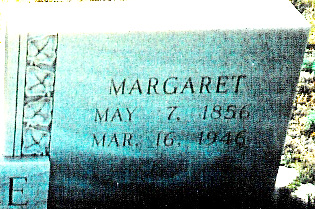 MARGARET
MAY 7, 1856
MAR. 16, 1946
E